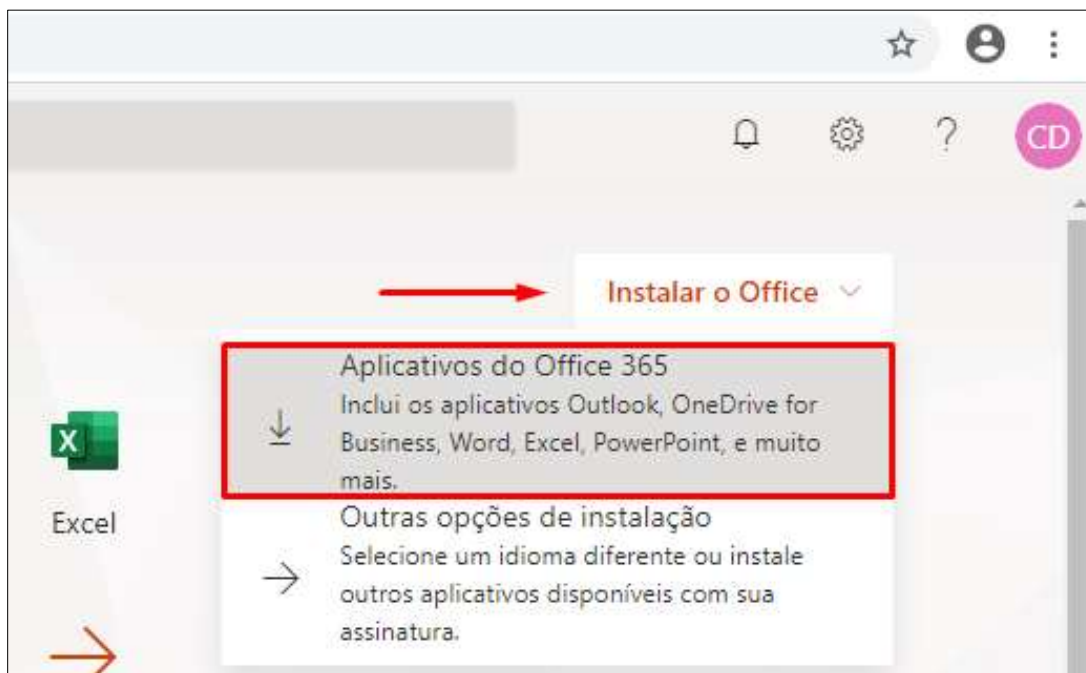 ?
CD
Instalar o Office
Aplicativos do Office 365
Inclui os aplicativos Outlook, OneDrive for
Business, Word, Excel, PowerPoint, e muito
mais.
X
Excel
Outras opções de instalação
Selecione um idioma diferente ou instale
outros aplicativos disponíveis com sua
assinatura.